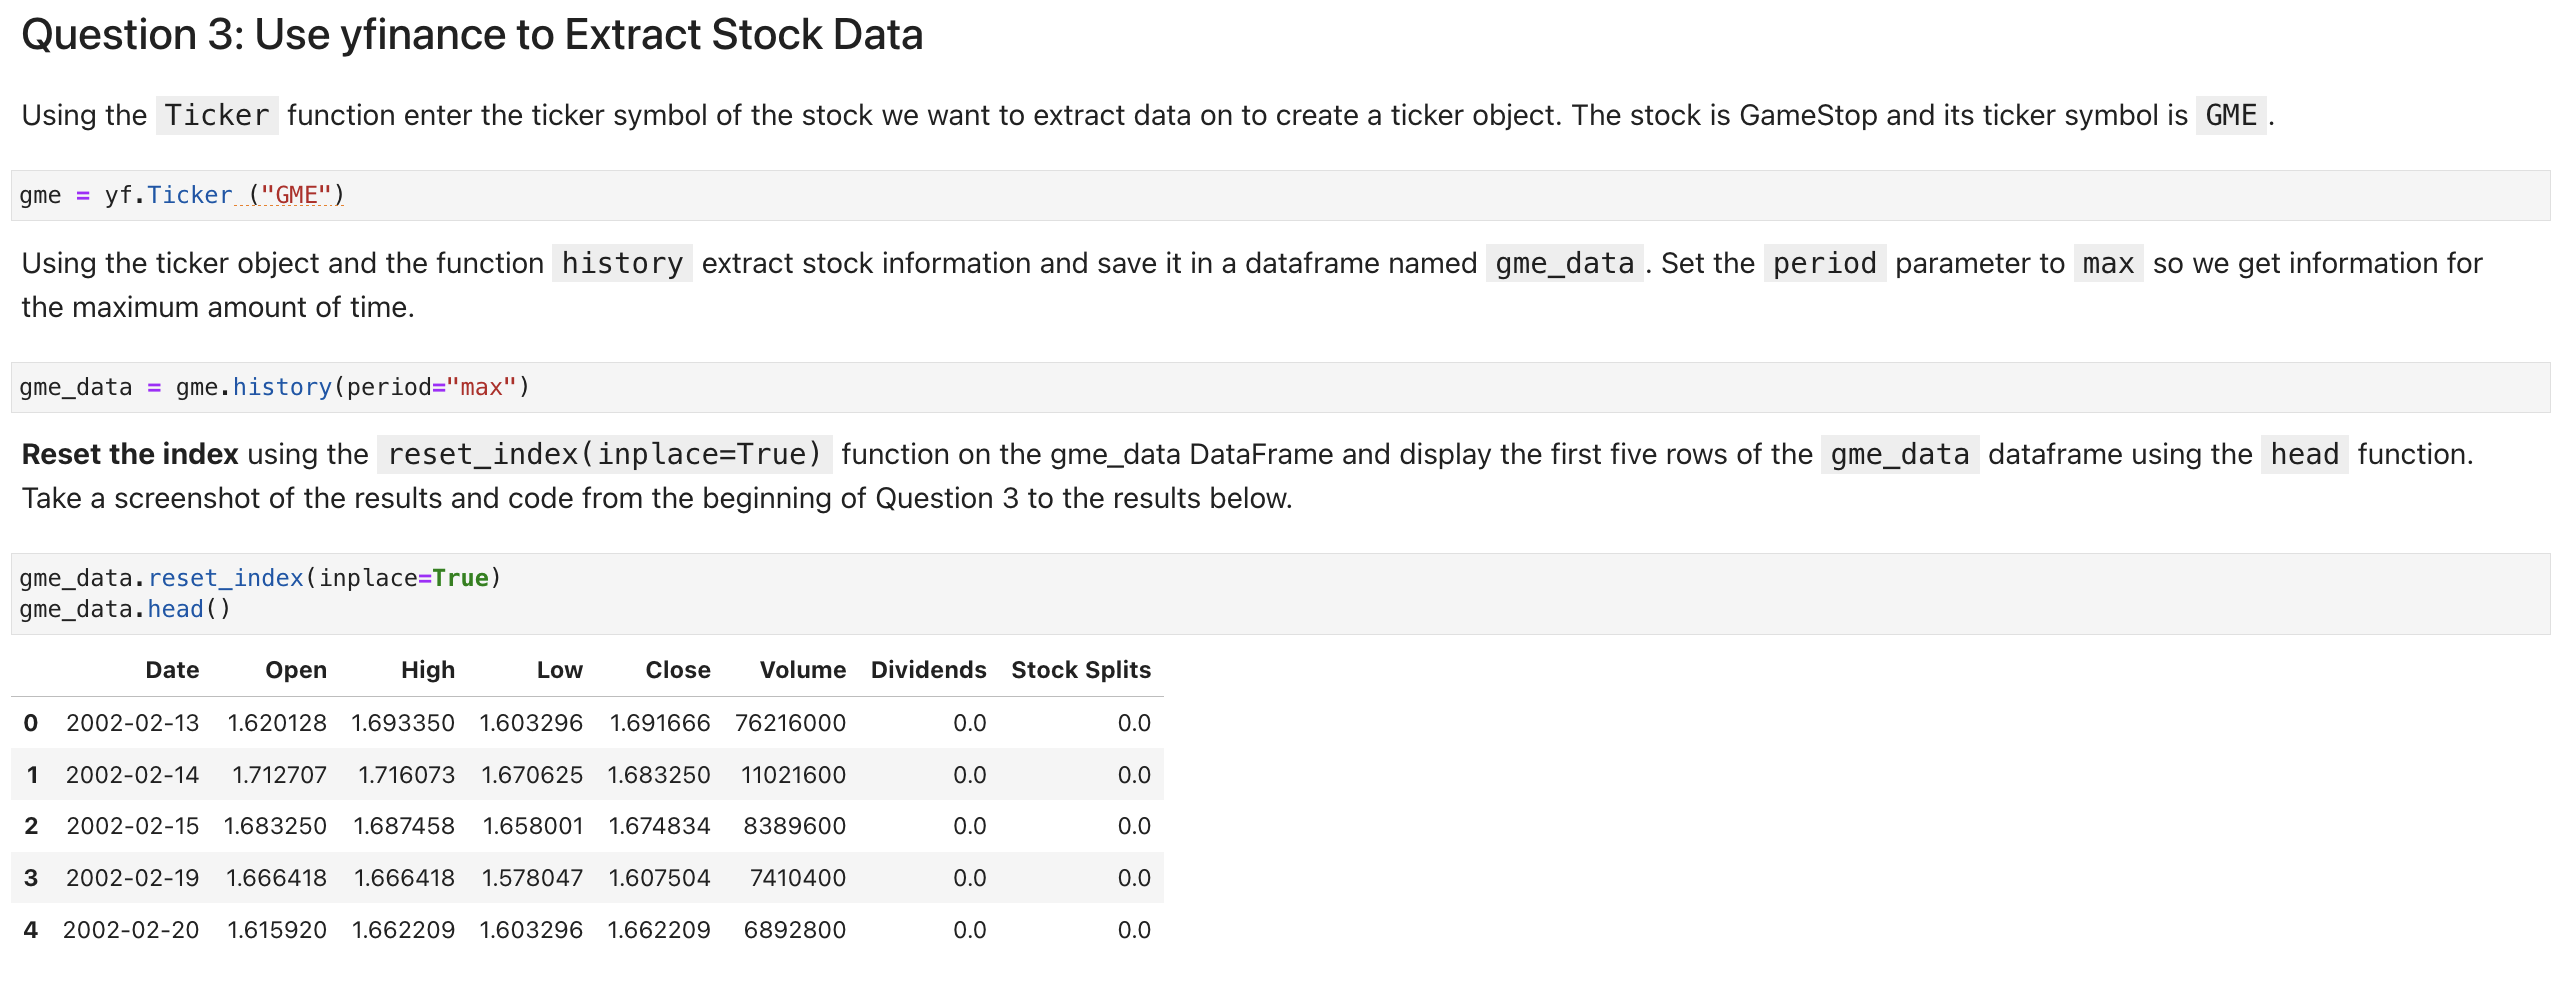 Question 3: Use yfinance to Extract Stock Data
Using the Ticker function enter the ticker symbol of the stock we want to extract data on to create a ticker object. The stock is GameStop and its ticker symbol is GME.
gme = yf.Ticker ("GME")
Using the ticker object and the function history extract stock information and save it in a dataframe named gme_data. Set the period parameter to max so we get information for
the maximum amount of time.
gme_data = gme.history(period="max")
Reset the index using the reset_index(inplace=True) function on the gme_data DataFrame and display the first five rows of the gme_data dataframe using the head function.
Take a screenshot of the results and code from the beginning of Question 3 to the results below.
gme_data.reset_index(inplace=True)
gme_data.head()
Date Open High Low Close Volume Dividends Stock Splits
0 2002-02-13 1.620128 1.693350 1.603296 1.691666 76216000 0.0 0.0
1 2002-02-14 1.712707 1.716073 1.670625 1.683250 11021600 0.0 0.0
2 2002-02-15 1.683250 1.687458 1.658001 1.674834 8389600 0.0 0.0
3 2002-02-19 1.666418 1.666418 1.578047 1.607504 7410400 0.0 0.0
4 2002-02-20 1.615920 1.662209 1.603296 1.662209 6892800 0.0 0.0